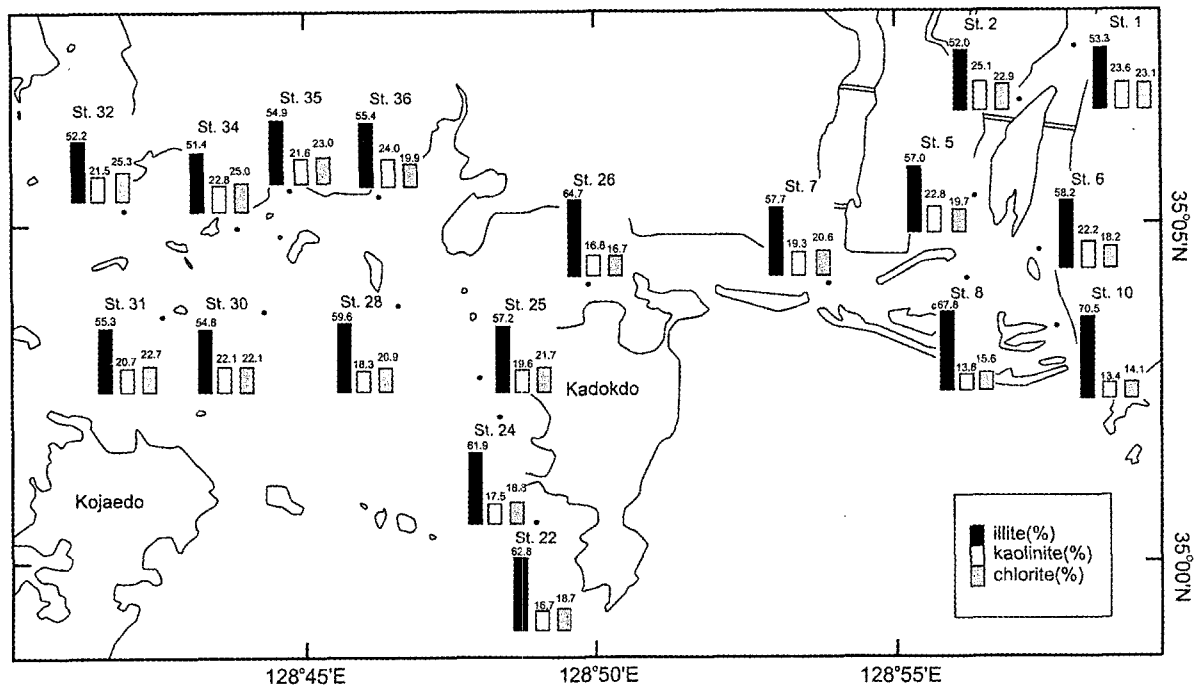 St. 2
52.0
25.1 22.9
St. 1
53.3
23.6 23.1
St. 32
52.2
21.5 25.3
St. 34
51.4
22.8 25.0
St. 35
54.9
21.6 23.0
St. 36
55.4
24.0 19.9
St. 26
64.7
16.8 16.7
St. 7
57.7
19.3 20.6
St. 5
57.0
22.8 19.7
St. 6
58.2
22.2 18.2
35°05'N
St. 31
55.3
20.7 22.7
St. 30
54.8
22.1 22.1
St. 28
59.6
18.3 20.9
St. 25
57.2
19.6 21.7
Kadokdo
St. 8
67.8
13.8 15.6
St. 10
70.5
13.4 14.1
St. 24
61.9
17.5
Kojaedo
St. 22
62.8
16.7 18.7
illite(%)
kaolinite(%)
chlorite(%)
35°00'N
128°45'E
128°50'E
128°55'E